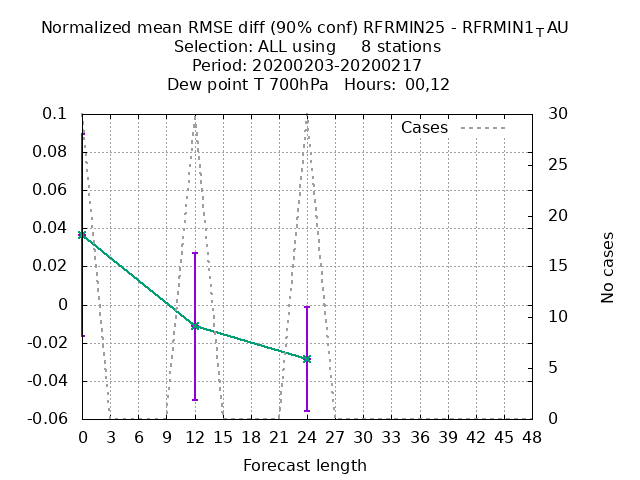 Normalized mean RMSE diff (90% conf) RFRMIN25 - RFRMIN1_TAU
Selection: ALL using 8 stations
Period: 20200203-20200217
Dew point T 700hPa Hours: 00,12
Cases
0.1
0.08
0.06
0.04
0.02
0
-0.02
-0.04
-0.06
30
25
20
15
10
5
0
No cases
0 3 6 9 12 15 18 21 24 27 30 33 36 39 42 45 48
Forecast length